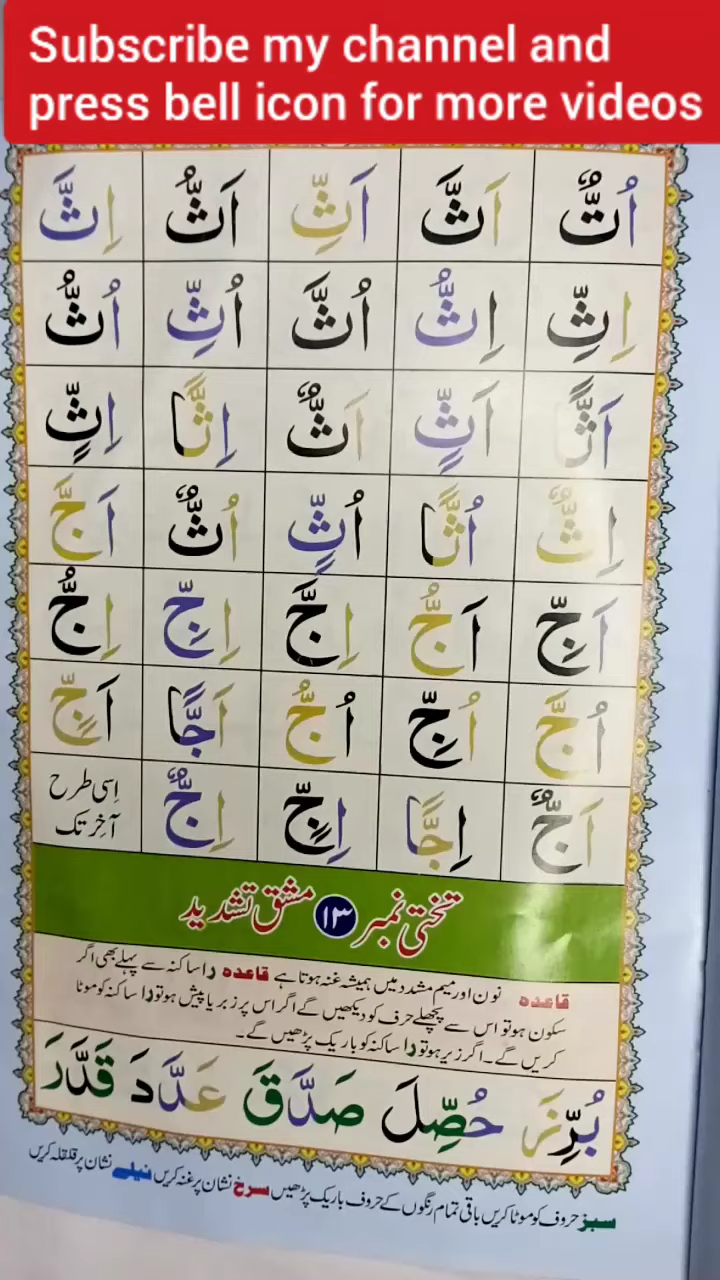 Subscribe my channel and
press bell icon for more videos
اُتٌّ اَثَّ اَثِّ اَثُّ اِثَّ
اِثِّ اِثُّ اُثَّ اُثِّ اُثُّ
اَثًّا اَثٍّ اَثٌّ اِثًّا اِثٍّ
اِثٌّ اُثًّا اُثٍّ اُثٌّ اَجَّ
اَجِّ اَجُّ اِجَّ اِجِّ اِجُّ
اُجَّ اُجِّ اُجُّ اَجًّا اَجٍّ
اَجٌّ اِجًّا اِجٍّ اِجٌّ اِسی طرح
آخر تک
تختی نمبر ۱۳ مشق تشدید
قاعدہ نون اور میم مشدد میں ہمیشہ غنہ ہوتا ہے قاعدہ را ساکنہ سے پہلے بھی اگر
سکون ہو تو اس سے پچھلے حرف کو دیکھیں گے اگر اس پر زبر یا پیش ہو تو را ساکنہ کو موٹا
کریں گے۔ اگر زیر ہو تو را ساکنہ کو باریک پڑھیں گے۔
بُرِّزَ حُصِّلَ صَدَّقَ عَدَّدَ قَدَّرَ
سبز حروف کو موٹا کریں باقی تمام رنگوں کے حروف باریک پڑھیں سرخ نشان پر غنہ کریں نیلے نشان پر قلقلہ کریں